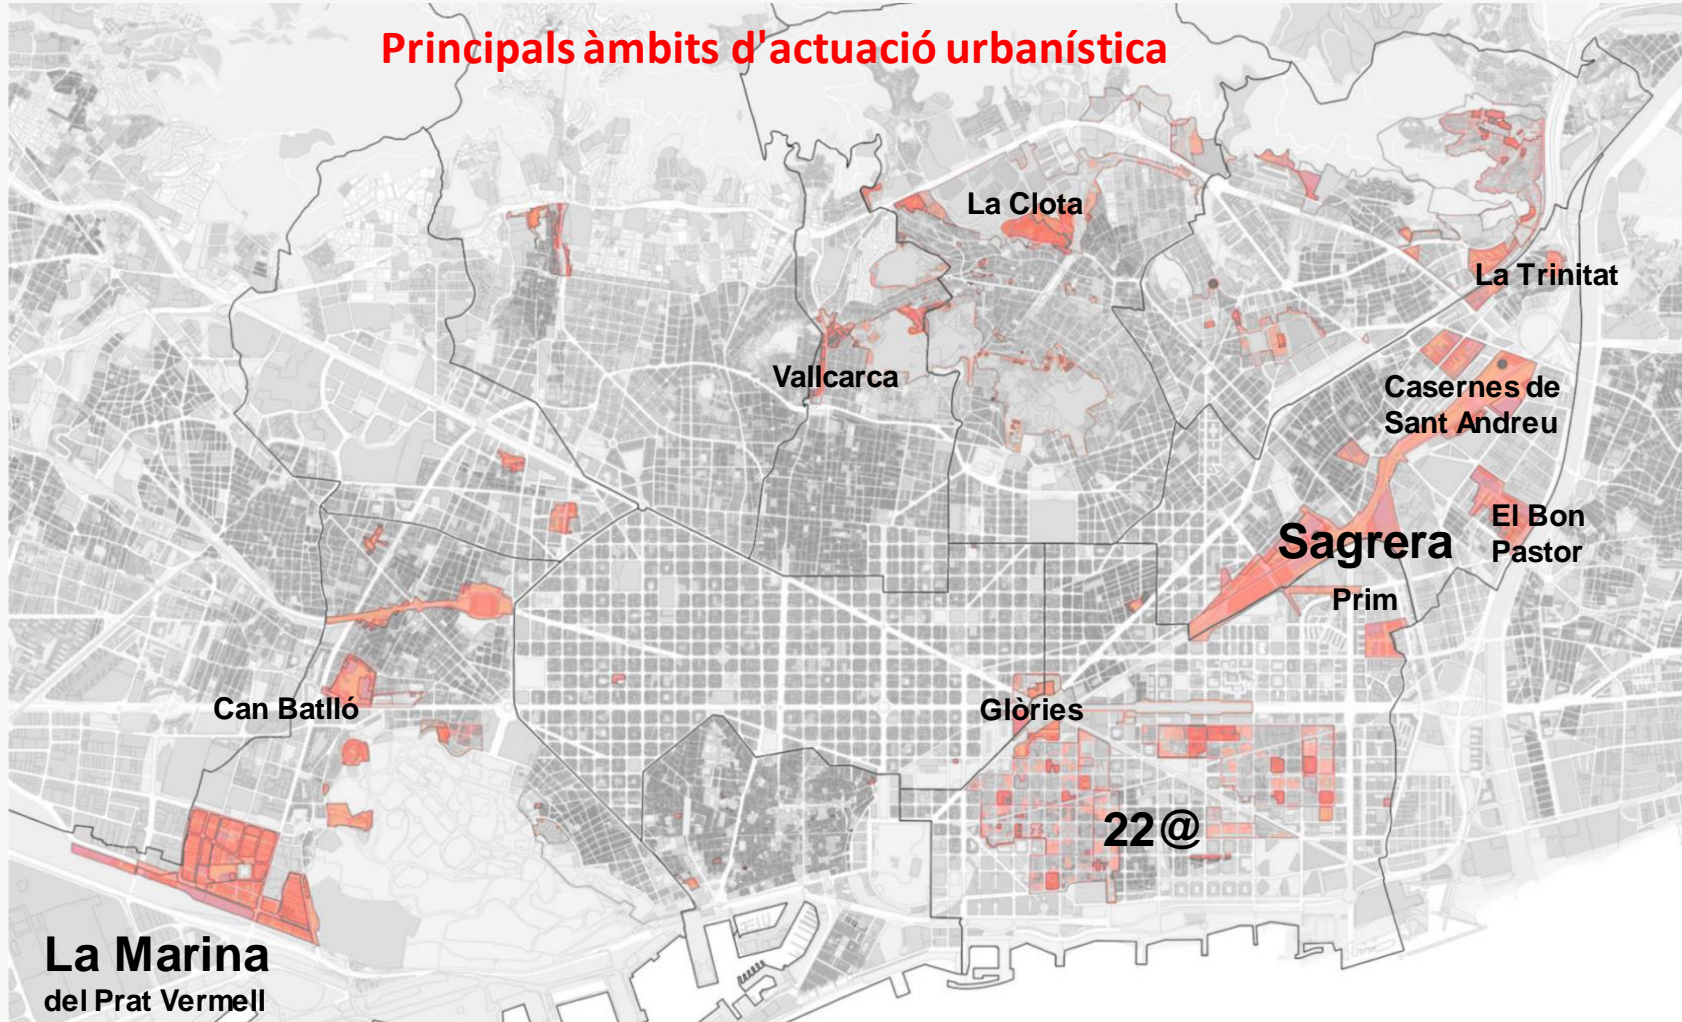 Principals àmbits d'actuació urbanística
La Clota
La Trinitat
Vallcarca
Casernes de
Sant Andreu
El Bon
Pastor
Sagrera
Prim
Can Batlló
Glòries
22@
La Marina
del Prat Vermell